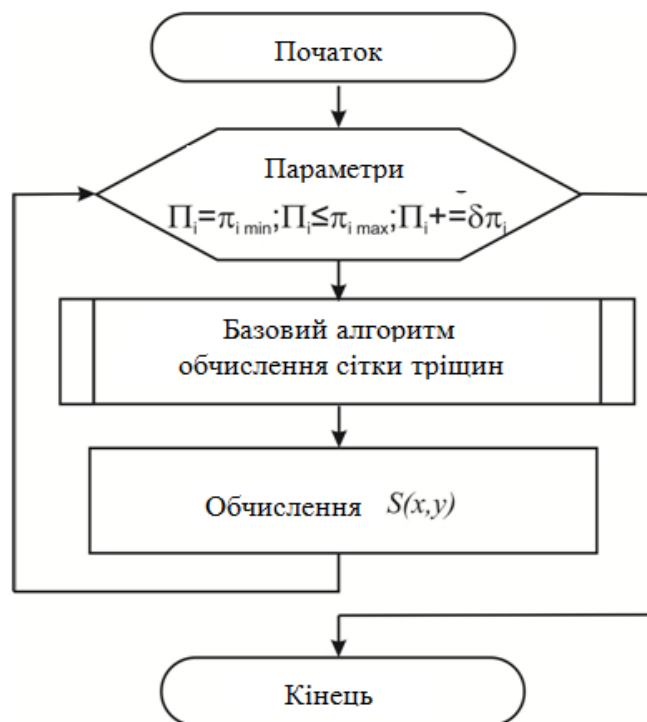 Початок
Параметри
Πᵢ=πᵢ ₘᵢₙ;Πᵢ≤πᵢ ₘₐₓ;Πᵢ+=δπᵢ
Базовий алгоритм
обчислення сітки тріщин
Обчислення S(x,y)
Кінець